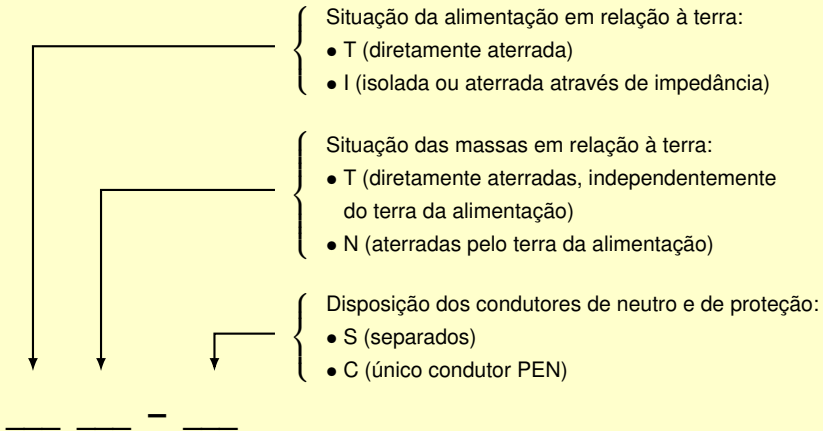 Situação da alimentação em relação à terra:
• T (diretamente aterrada)
• I (isolada ou aterrada através de impedância)
Situação das massas em relação à terra:
• T (diretamente aterradas, independentemente
do terra da alimentação)
• N (aterradas pelo terra da alimentação)
Disposição dos condutores de neutro e de proteção:
• S (separados)
• C (único condutor PEN)
___ ___ – ___